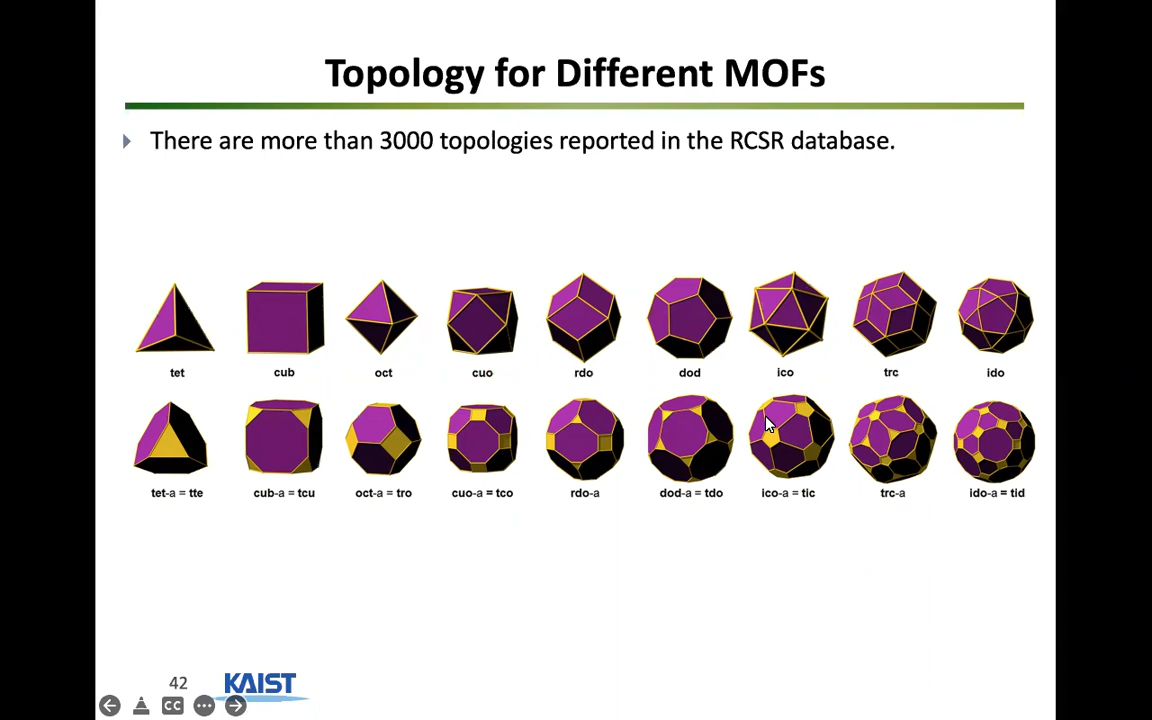 Topology for Different MOFs
There are more than 3000 topologies reported in the RCSR database.
tet cub oct cuo rdo dod ico trc ido
tet-a = tte cub-a = tcu oct-a = tro cuo-a = tco rdo-a dod-a = tdo ico-a = tic trc-a ido-a = tid
42 KAIST
CC